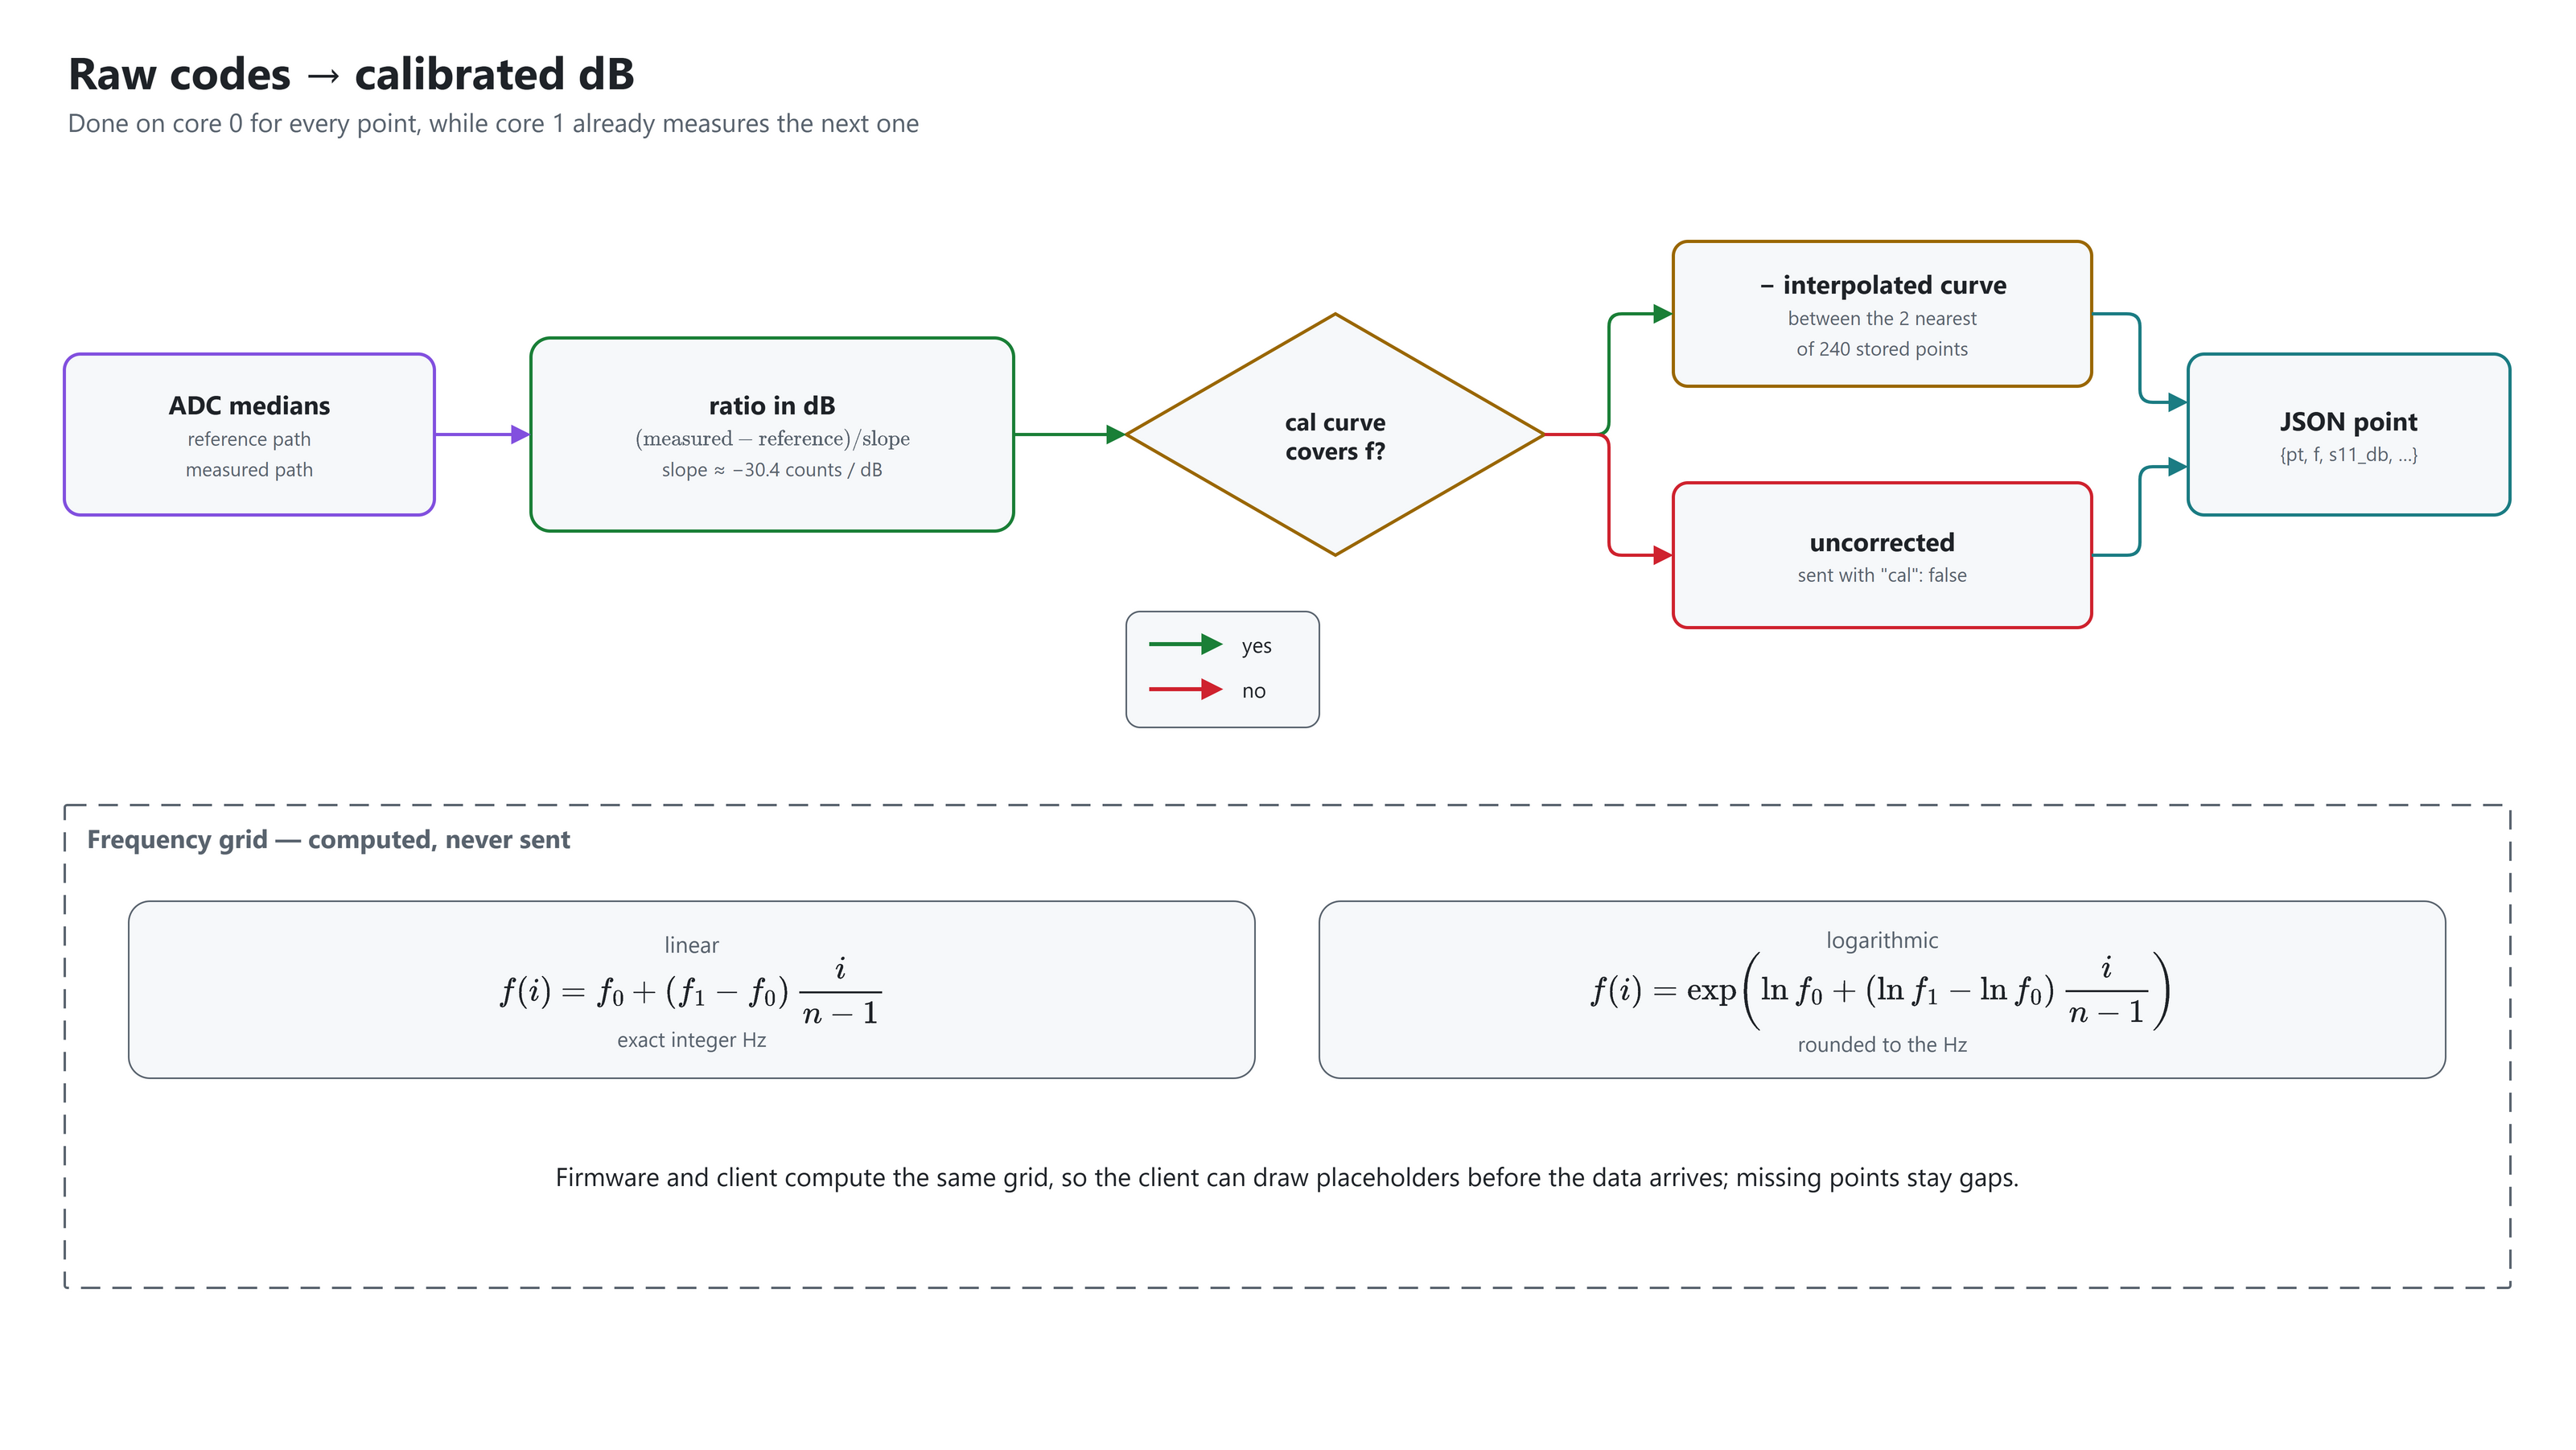 Raw codes → calibrated dB
Done on core 0 for every point, while core 1 already measures the next one
ADC medians
reference path
measured path
ratio in dB
(measured − reference)/slope
slope ≈ −30.4 counts / dB
cal curve
covers f?
− interpolated curve
between the 2 nearest
of 240 stored points
uncorrected
sent with "cal": false
JSON point
{pt, f, s11_db, ...}
yes
no
Frequency grid — computed, never sent
linear
f(i) = f₀ + (f₁ − f₀) i/(n − 1)
exact integer Hz
logarithmic
f(i) = exp(ln f₀ + (ln f₁ − ln f₀) i/(n − 1))
rounded to the Hz
Firmware and client compute the same grid, so the client can draw placeholders before the data arrives; missing points stay gaps.